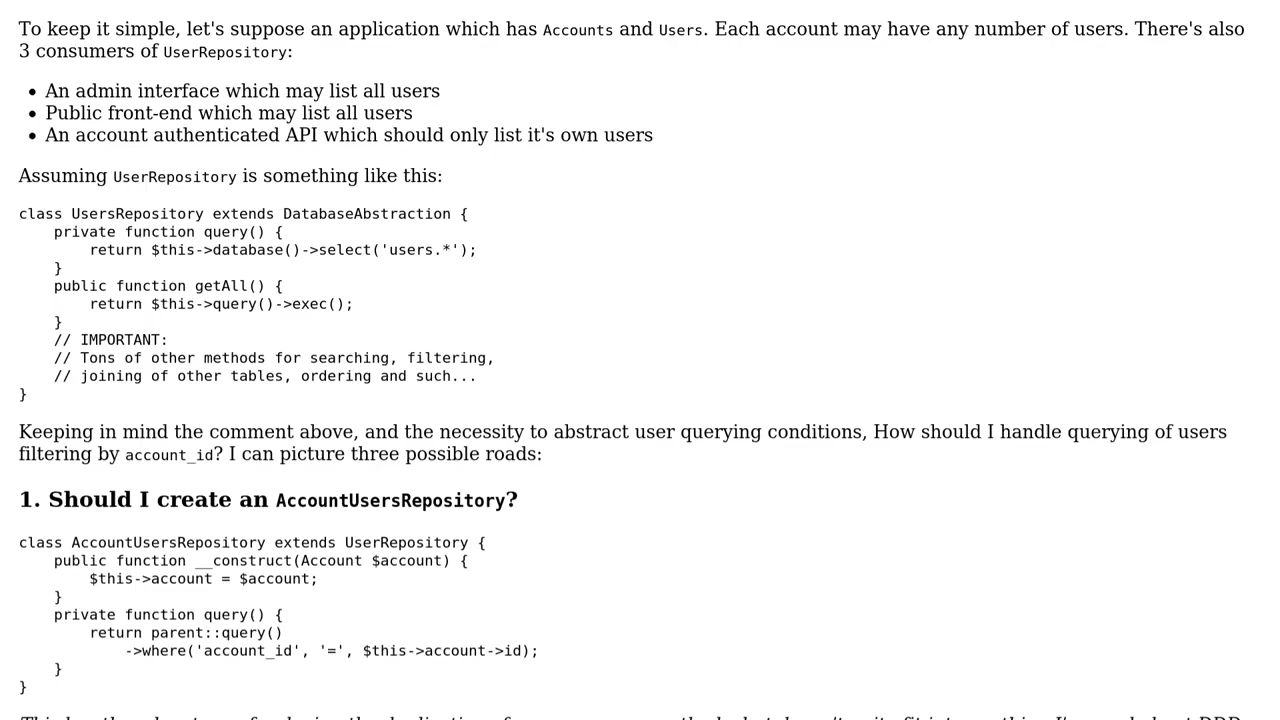 To keep it simple, let's suppose an application which has Accounts and Users. Each account may have any number of users. There's also
3 consumers of UserRepository:
• An admin interface which may list all users
• Public front-end which may list all users
• An account authenticated API which should only list it's own users
Assuming UserRepository is something like this:
class UsersRepository extends DatabaseAbstraction {
    private function query() {
        return $this->database()->select('users.*');
    }
    public function getAll() {
        return $this->query()->exec();
    }
    // IMPORTANT:
    // Tons of other methods for searching, filtering,
    // joining of other tables, ordering and such...
}
Keeping in mind the comment above, and the necessity to abstract user querying conditions, How should I handle querying of users
filtering by account_id? I can picture three possible roads:
1. Should I create an AccountUsersRepository?
class AccountUsersRepository extends UserRepository {
    public function __construct(Account $account) {
        $this->account = $account;
    }
    private function query() {
        return parent::query()
            ->where('account_id', '=', $this->account->id);
    }
}